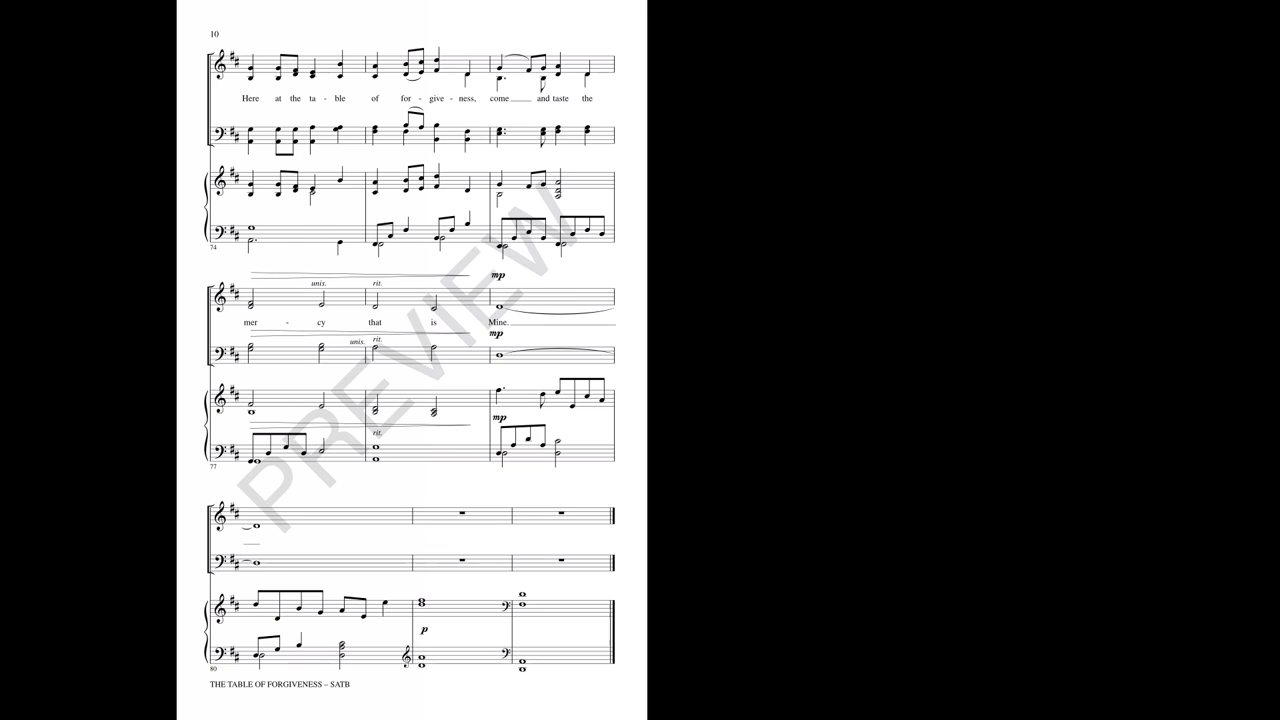 10
Here at the ta - ble of for - give - ness, come and taste the
74
mp
unis. rit.
mer - cy that is Mine.
mp
unis. rit.
mp
rit.
77
p
80
THE TABLE OF FORGIVENESS – SATB
PREVIEW